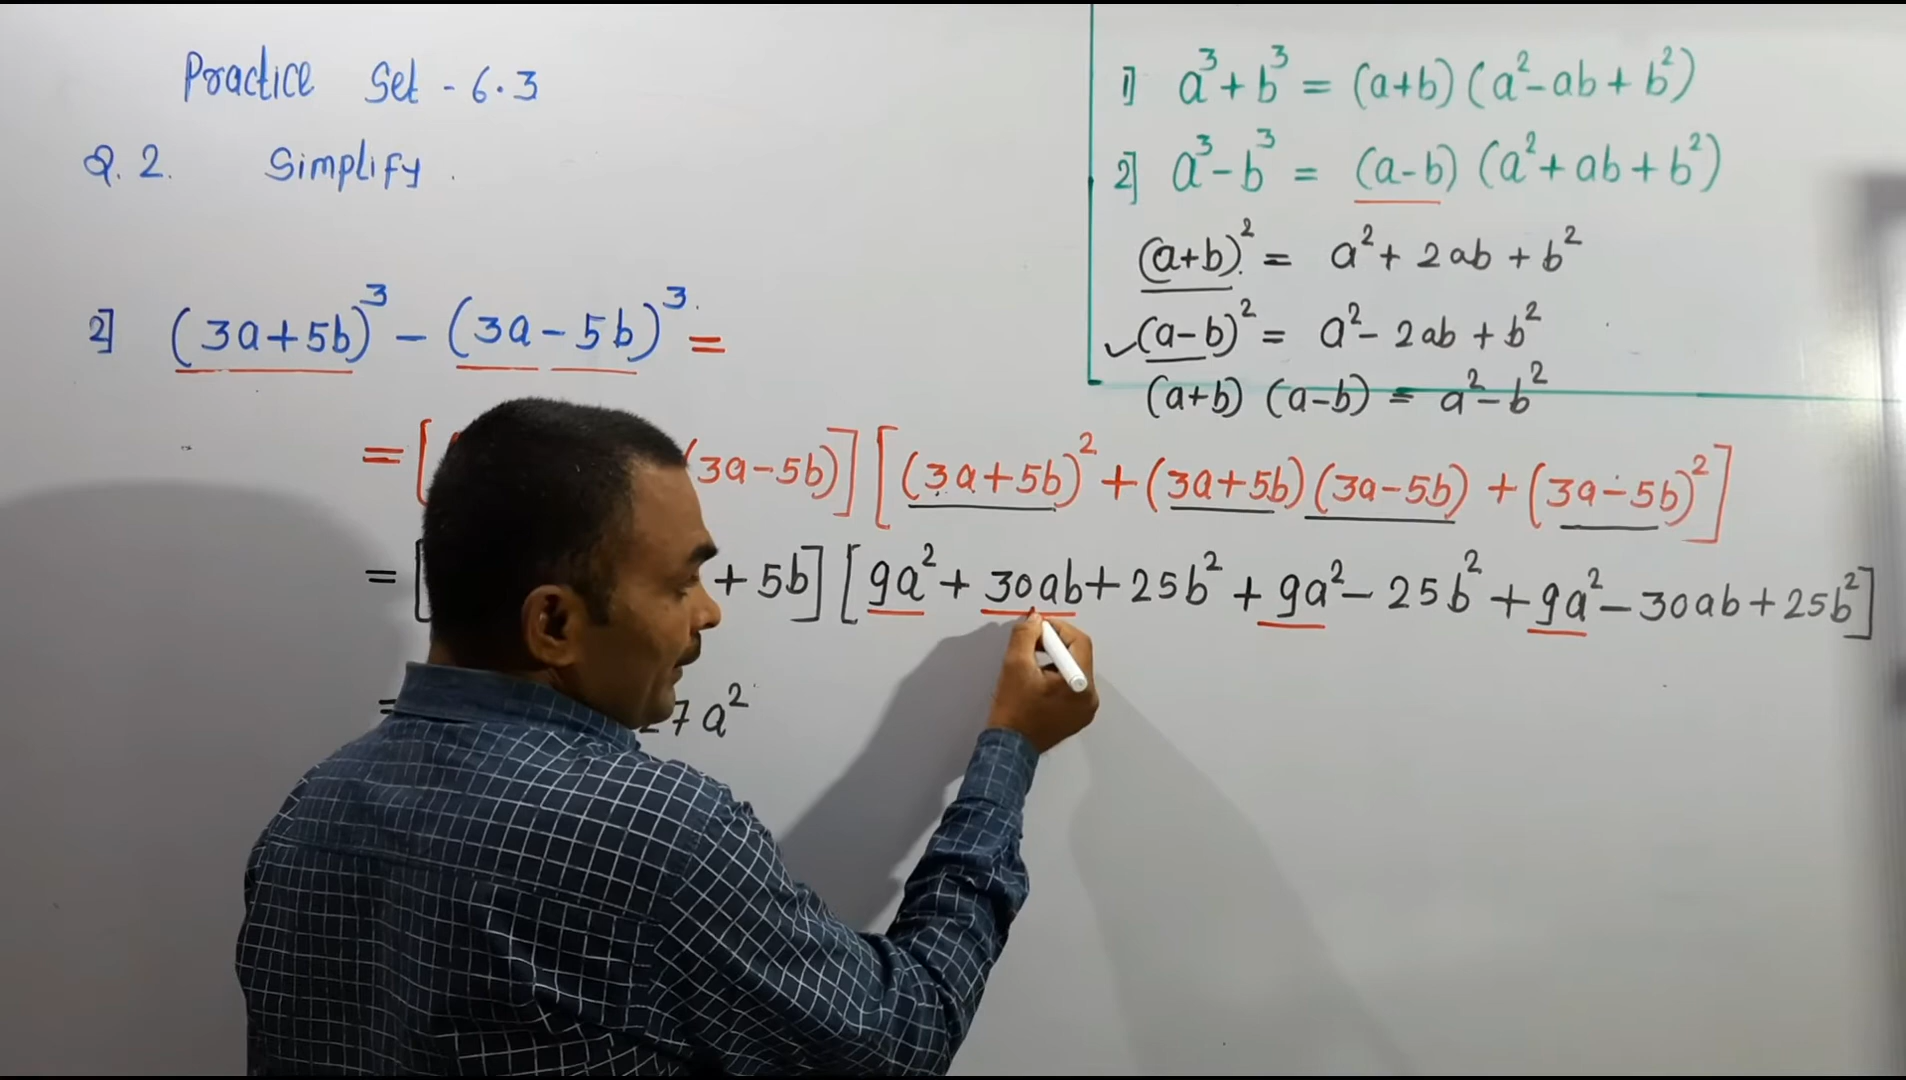 Practice Set - 6.3
Q. 2. Simplify.
1] a³ + b³ = (a+b) (a² - ab + b²)
2] a³ - b³ = (a-b) (a² + ab + b²)
(a+b)² = a² + 2ab + b²
✓(a-b)² = a² - 2ab + b²
(a+b) (a-b) = a² - b²
2] (3a+5b)³ - (3a-5b)³ =
= [ (3a-5b)] [(3a+5b)² + (3a+5b) (3a-5b) + (3a-5b)²]
= [ + 5b] [9a² + 30ab + 25b² + 9a² - 25b² + 9a² - 30ab + 25b²]
= 27a²